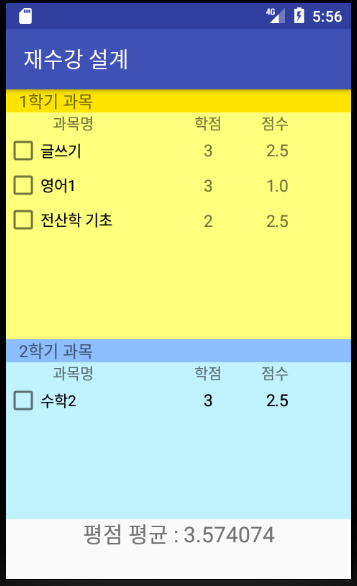 4G 5:56
재수강 설계
1학기 과목
과목명 학점 점수
글쓰기 3 2.5
영어1 3 1.0
전산학 기초 2 2.5
2학기 과목
과목명 학점 점수
수학2 3 2.5
평점 평균 : 3.574074